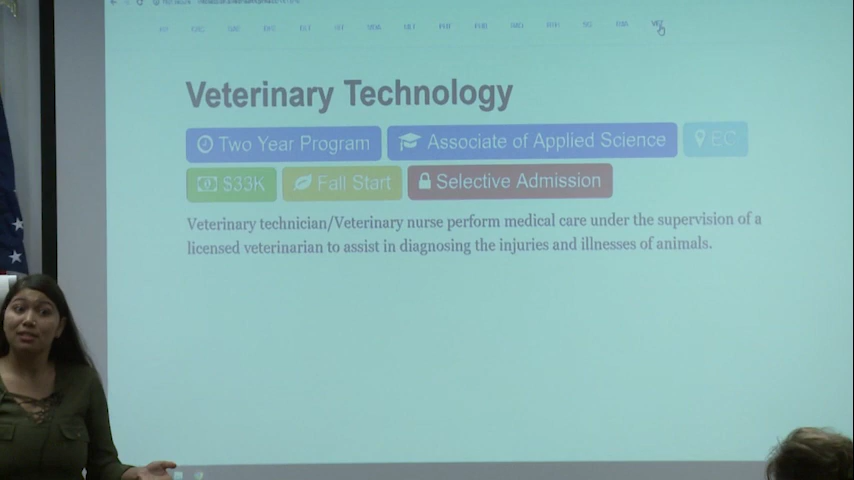 VET
Veterinary Technology
Two Year Program Associate of Applied Science EC
$33K Fall Start Selective Admission
Veterinary technician/Veterinary nurse perform medical care under the supervision of a
licensed veterinarian to assist in diagnosing the injuries and illnesses of animals.